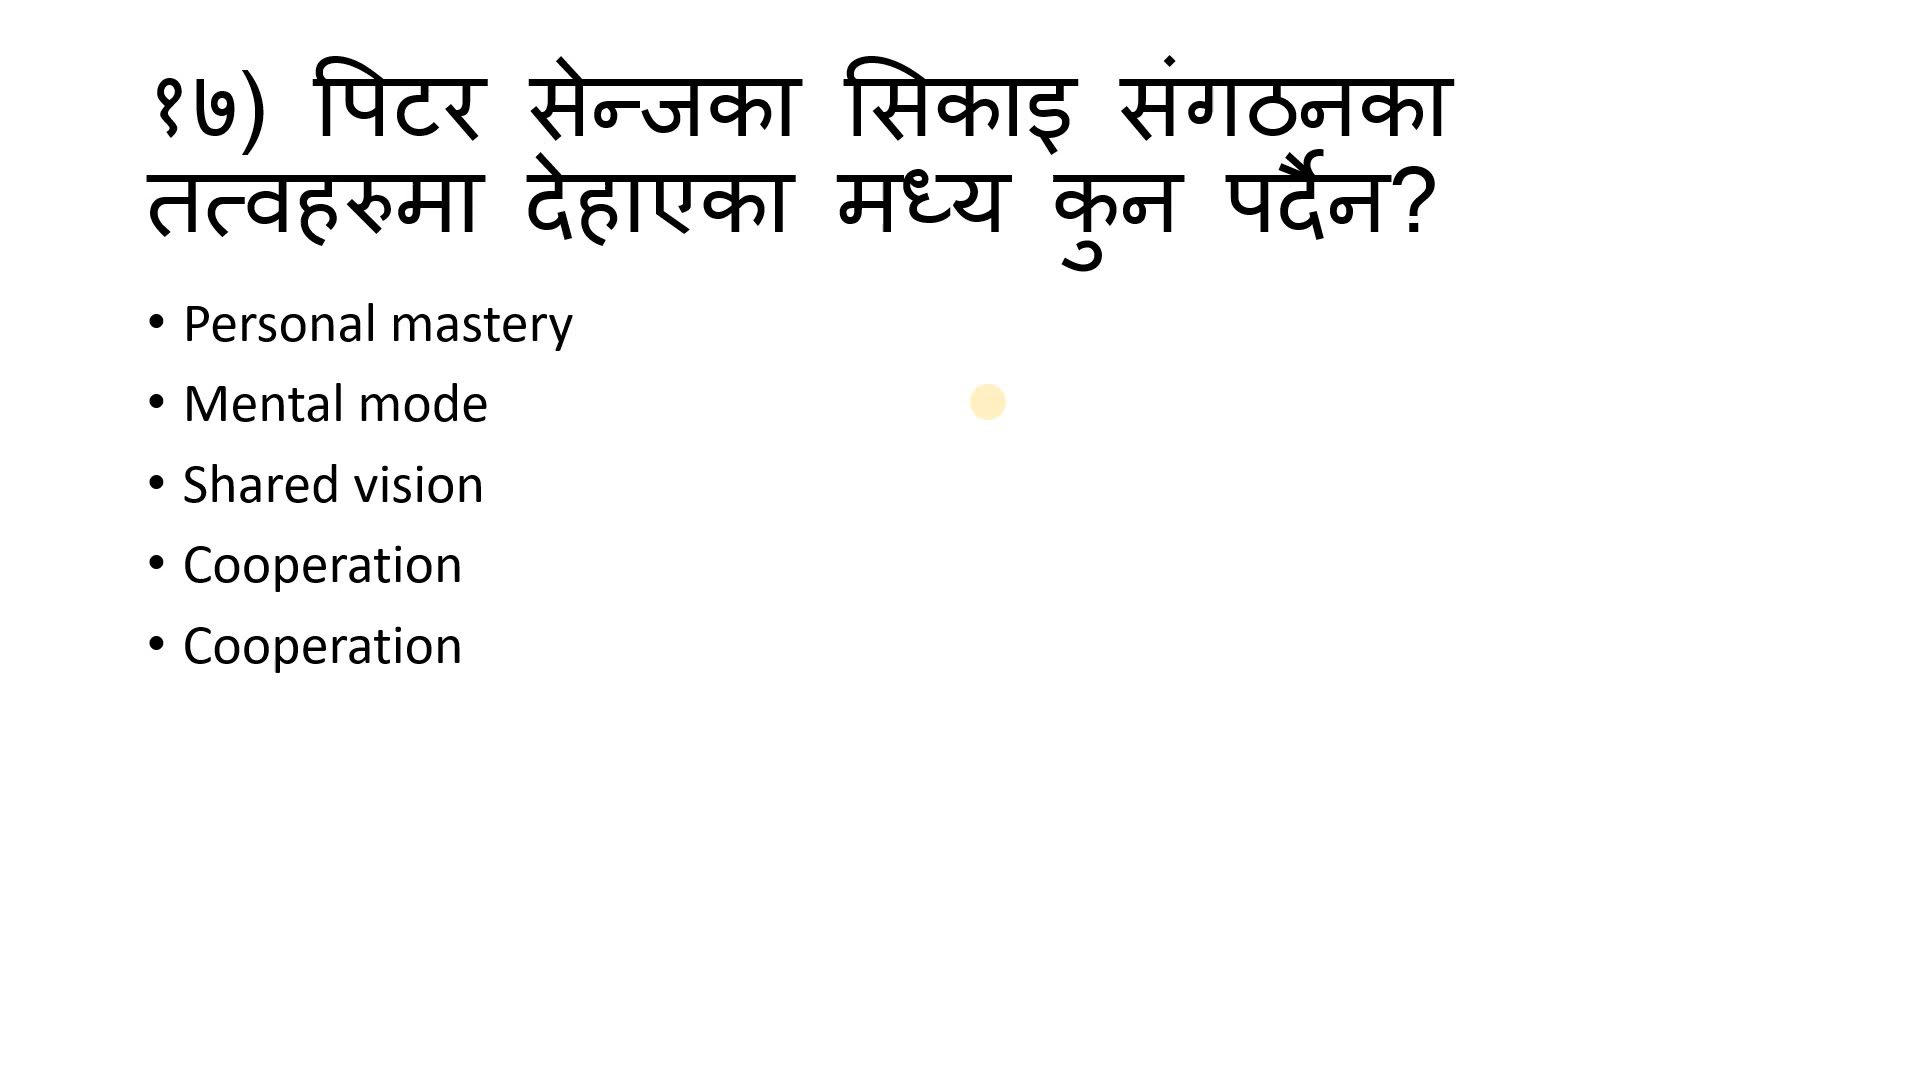 १७) पिटर सेन्जका सिकाइ संगठनका
तत्वहरुमा देहाएका मध्य कुन पर्दैन?
• Personal mastery
• Mental mode
• Shared vision
• Cooperation
• Cooperation